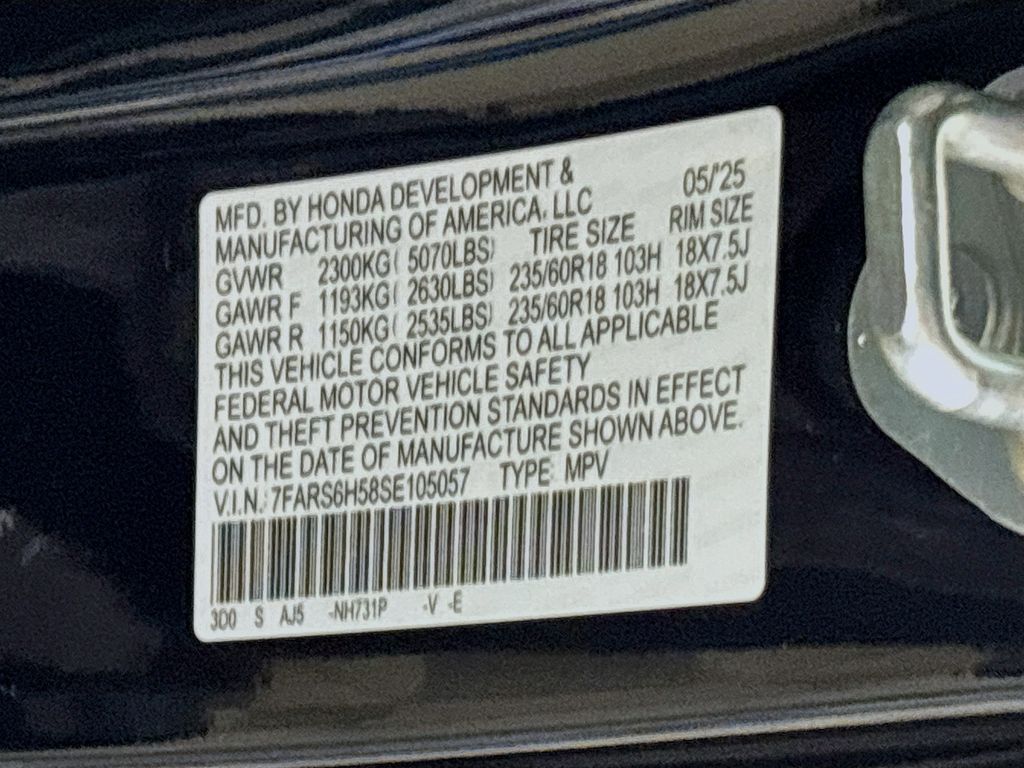 MFD. BY HONDA DEVELOPMENT & 05/'25
MANUFACTURING OF AMERICA, LLC
GVWR 2300KG( 5070LBS) TIRE SIZE RIM SIZE
GAWR F 1193KG( 2630LBS) 235/60R18 103H 18X7.5J
GAWR R 1150KG( 2535LBS) 235/60R18 103H 18X7.5J
THIS VEHICLE CONFORMS TO ALL APPLICABLE
FEDERAL MOTOR VEHICLE SAFETY
AND THEFT PREVENTION STANDARDS IN EFFECT
ON THE DATE OF MANUFACTURE SHOWN ABOVE.
V.I.N.: 7FARS6H58SE105057 TYPE: MPV
3D0 S AJ5 -NH731P -V -E